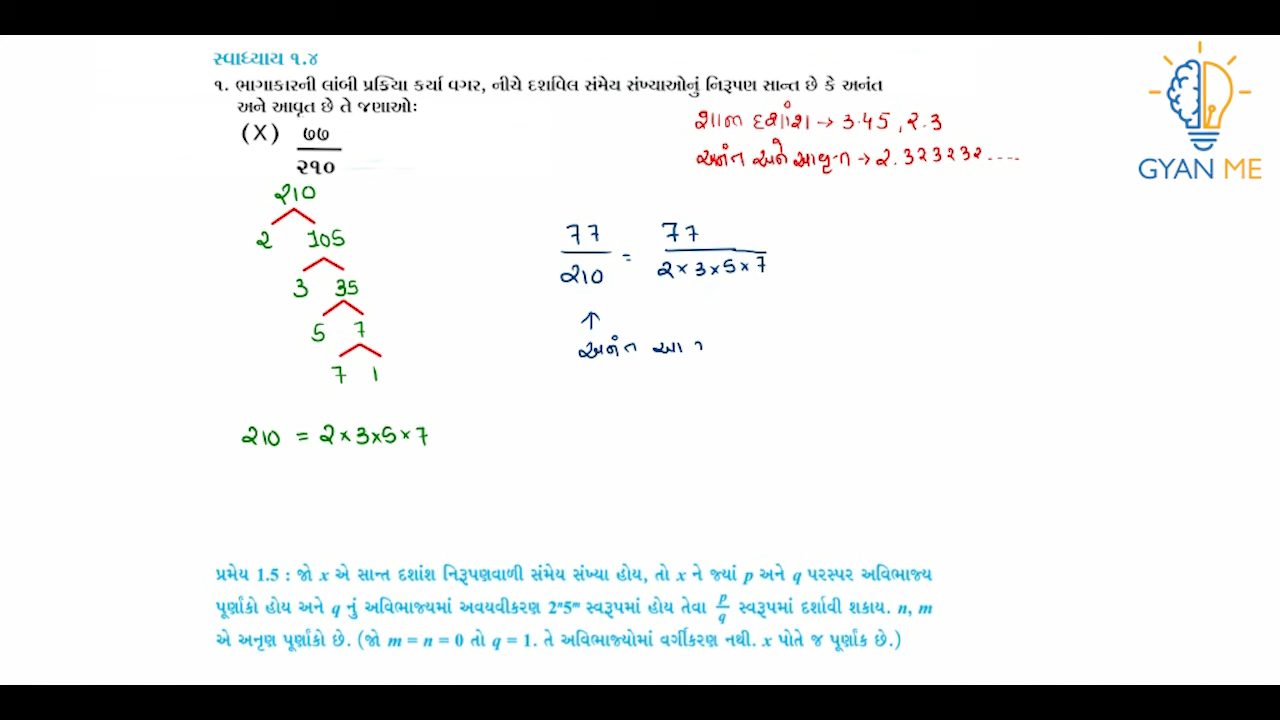 સ્વાધ્યાય ૧.૪
૧. ભાગાકારની લાંબી પ્રક્રિયા કર્યા વગર, નીચે દર્શાવેલ સંમેય સંખ્યાઓનું નિરૂપણ સાન્ત છે કે અનંત
અને આવૃત છે તે જણાવો:
(X) ૭૭
૨૧૦
શાન્ત દશાંશ → 3.45, ૨.3
અનંત અને આવૃત્ત → ૨.૩૨૩૨૩૨....
GYAN ME
210
2 105
3 35
5 7
7 1
210 = 2×3×5×7
77 = 77
210 2×3×5×7
↑
અનંત આ
પ્રમેય 1.5 : જો x એ સાન્ત દશાંશ નિરૂપણવાળી સંમેય સંખ્યા હોય, તો x ને જ્યાં p અને q પરસ્પર અવિભાજ્ય
પૂર્ણાંકો હોય અને q નું અવિભાજ્યમાં અવયવીકરણ 2ⁿ5ᵐ સ્વરૂપમાં હોય તેવા p/q સ્વરૂપમાં દર્શાવી શકાય. n, m
એ અનૃણ પૂર્ણાંકો છે. (જો m = n = 0 તો q = 1. તે અવિભાજ્યોમાં વર્ગીકરણ નથી. x પોતે જ પૂર્ણાંક છે.)